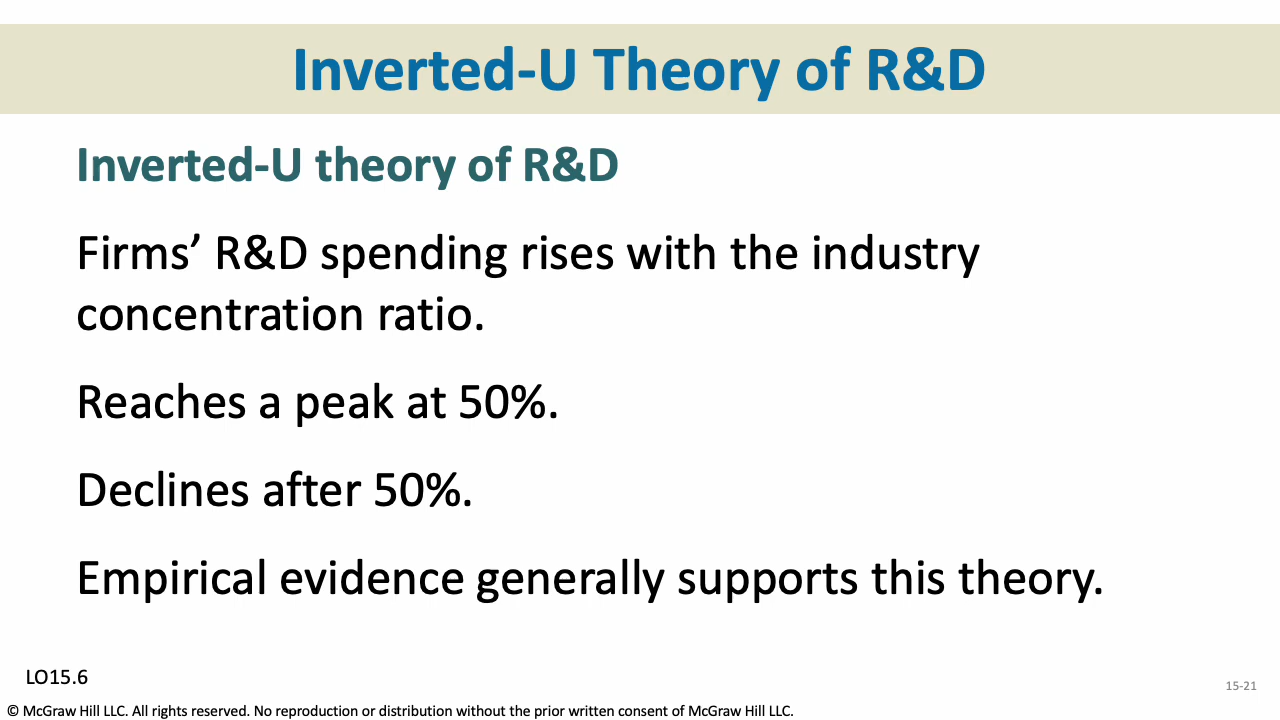 Inverted-U Theory of R&D
Inverted-U theory of R&D
Firms’ R&D spending rises with the industry
concentration ratio.
Reaches a peak at 50%.
Declines after 50%.
Empirical evidence generally supports this theory.
LO15.6
15-21
© McGraw Hill LLC. All rights reserved. No reproduction or distribution without the prior written consent of McGraw Hill LLC.